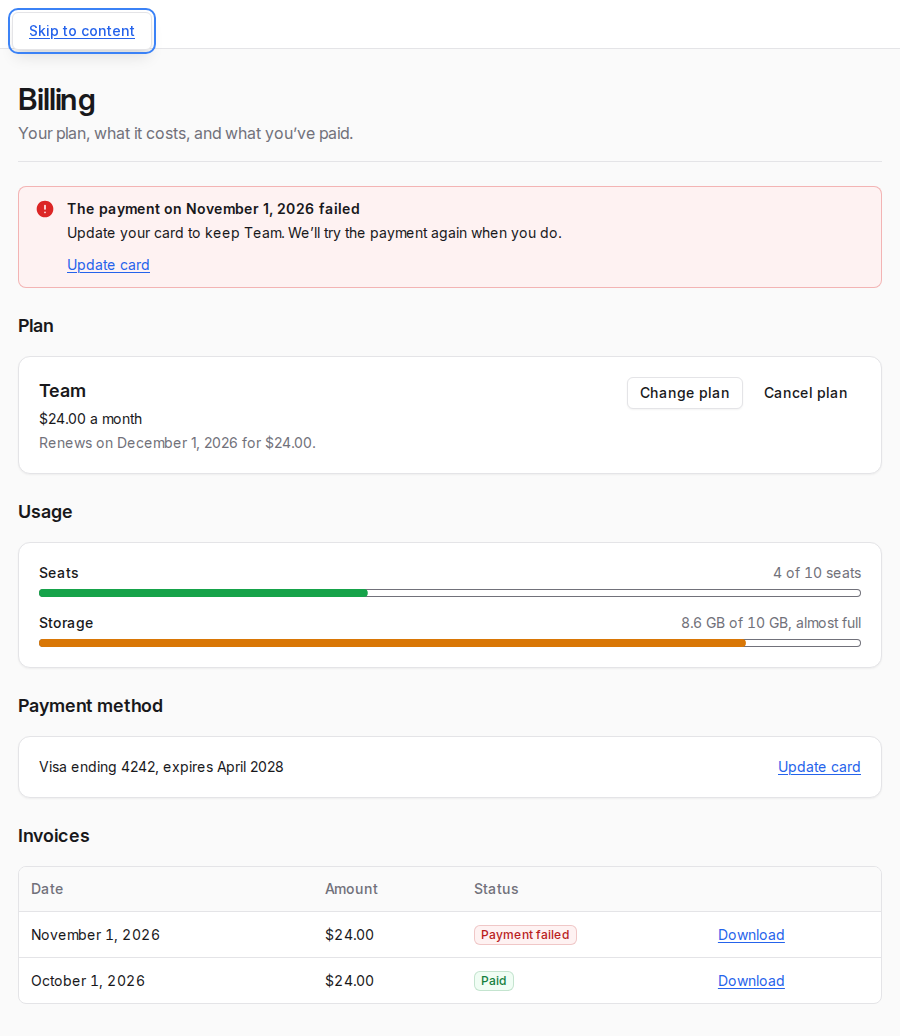 Skip to content
Billing
Your plan, what it costs, and what you’ve paid.
The payment on November 1, 2026 failed
Update your card to keep Team. We’ll try the payment again when you do.
Update card
Plan
Team
Change plan
Cancel plan
$24.00 a month
Renews on December 1, 2026 for $24.00.
Usage
Seats
4 of 10 seats
Storage
8.6 GB of 10 GB, almost full
Payment method
Visa ending 4242, expires April 2028
Update card
Invoices
Date Amount Status
November 1, 2026 $24.00 Payment failed Download
October 1, 2026 $24.00 Paid Download